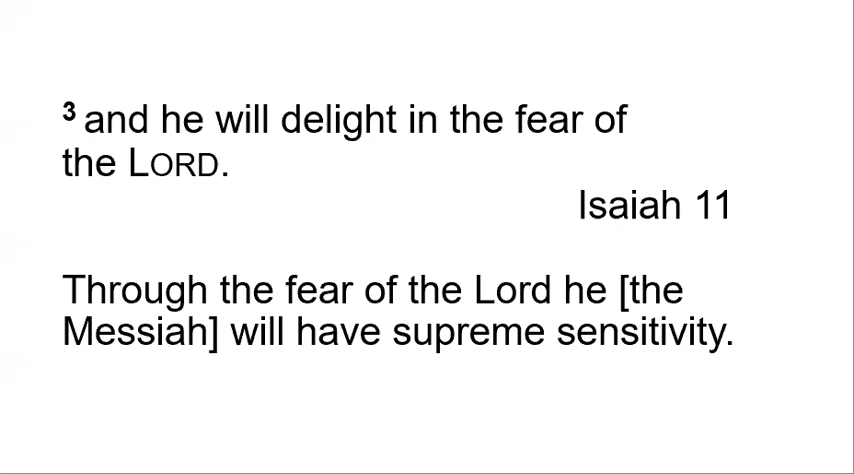 3 and he will delight in the fear of
the LORD.
Isaiah 11
Through the fear of the Lord he [the
Messiah] will have supreme sensitivity.